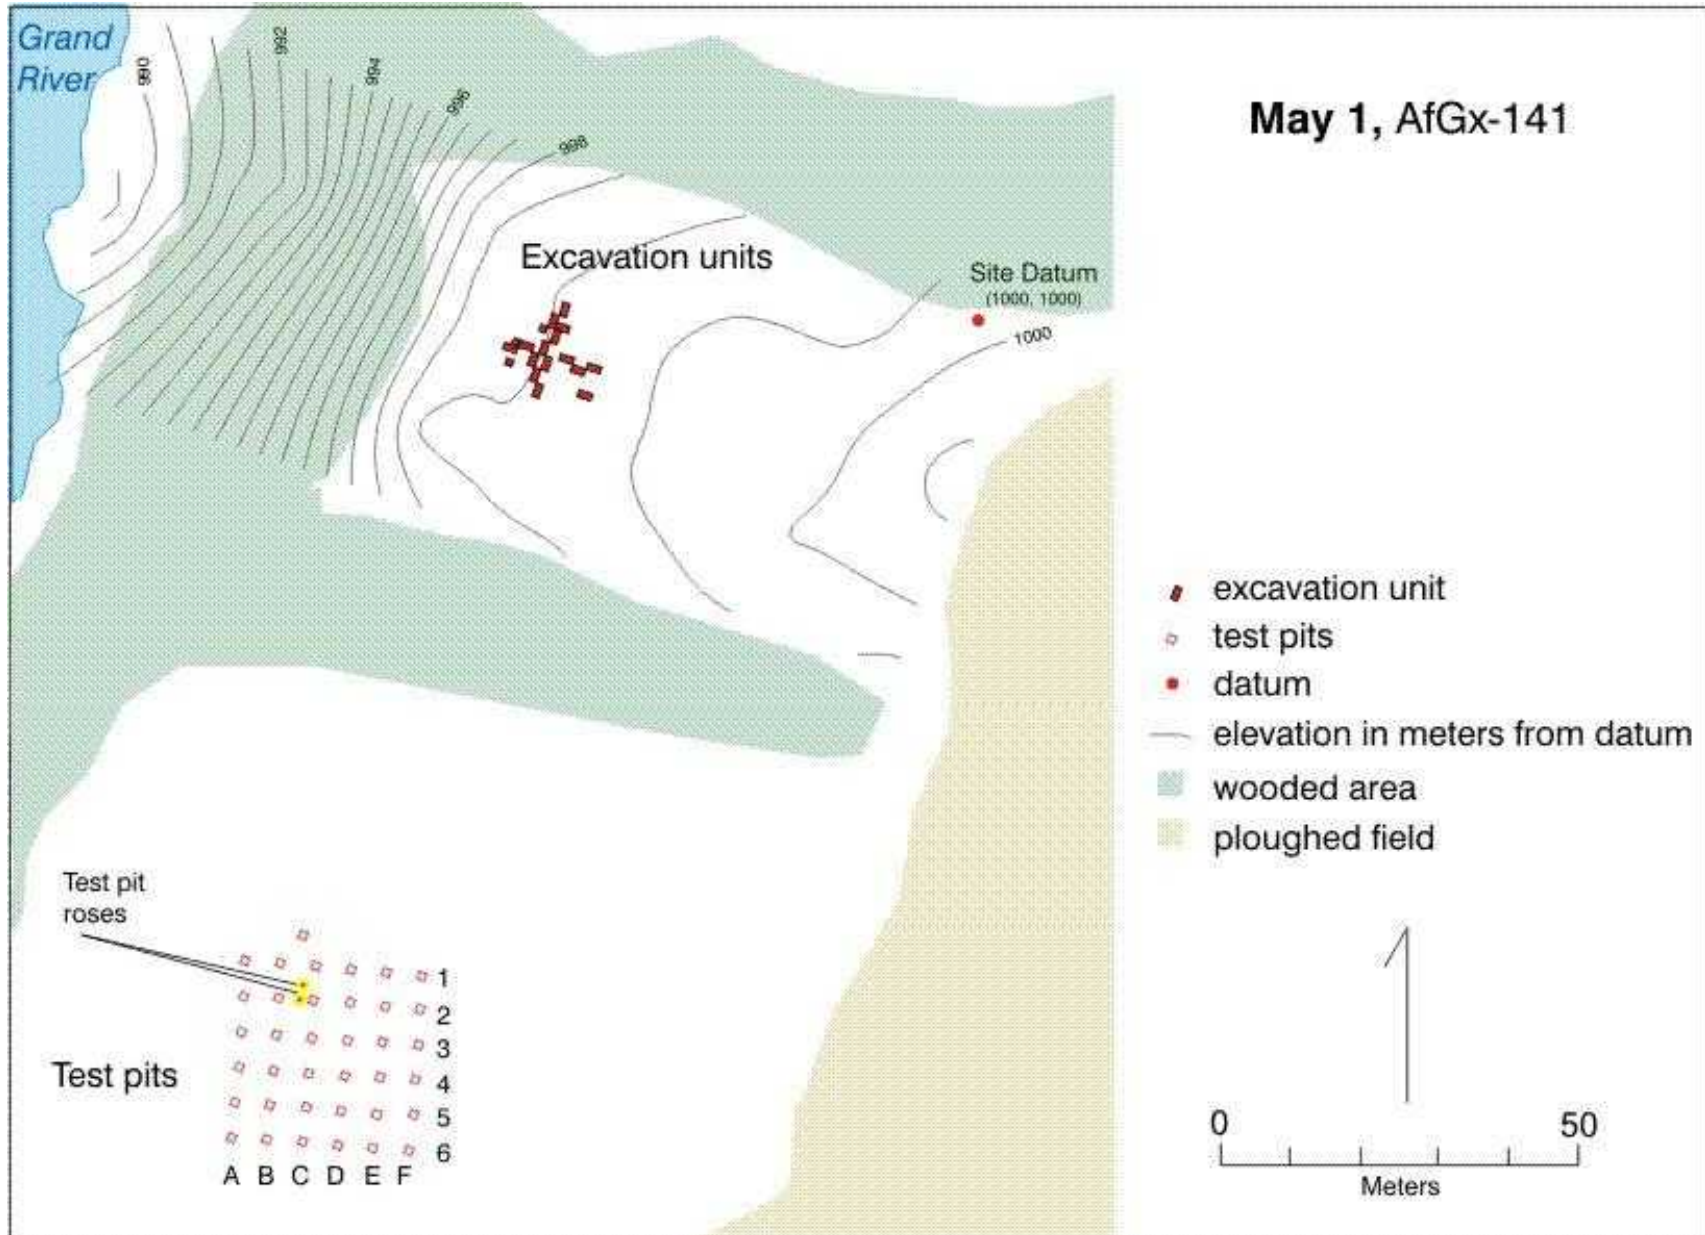 Grand
River
990
992
994
996
998
May 1, AfGx-141
Excavation units
Site Datum
(1000, 1000)
1000
excavation unit
test pits
datum
elevation in meters from datum
wooded area
ploughed field
Test pit
roses
1
2
3
4
5
6
Test pits
A B C D E F
0 50
Meters